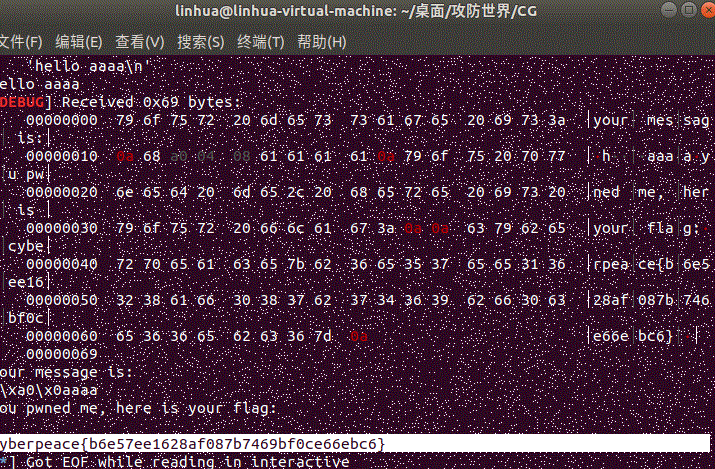 linhua@linhua-virtual-machine: ~/桌面/攻防世界/CG
文件(F) 编辑(E) 查看(V) 搜索(S) 终端(T) 帮助(H)
'hello aaaa\n'
ello aaaa
DEBUG] Received 0x69 bytes:
00000000 79 6f 75 72 20 6d 65 73 73 61 67 65 20 69 73 3a │your│ mes│sag
 is:│
00000010 0a 68 a0 04 08 61 61 61 61 0a 79 6f 75 20 70 77 │·h··│·aaa│a·yo
u pw│
00000020 6e 65 64 20 6d 65 2c 20 68 65 72 65 20 69 73 20 │ned │me, │her
 is │
00000030 79 6f 75 72 20 66 6c 61 67 3a 0a 0a 63 79 62 65 │your│ fla│g:··
cybe│
00000040 72 70 65 61 63 65 7b 62 36 65 35 37 65 65 31 36 │rpea│ce{b│6e5
ee16│
00000050 32 38 61 66 30 38 37 62 37 34 36 39 62 66 30 63 │28af│087b│746
bf0c│
00000060 65 36 36 65 62 63 36 7d 0a │e66e│bc6}│·│
00000069
our message is:
\xa0\x0aaaa
ou pwned me, here is your flag:
yberpeace{b6e57ee1628af087b7469bf0ce66ebc6}
*] Got EOF while reading in interactive